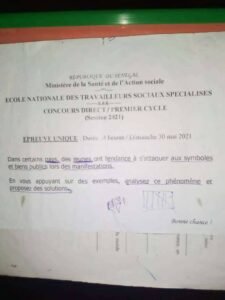 REPUBLIQUE DU SENEGAL
Ministère de la Santé et de l'Action sociale
ECOLE NATIONALE DES TRAVAILLEURS SOCIAUX SPECIALISES
CONCOURS DIRECT / PREMIER CYCLE
(Session 2021)
EPREUVE UNIQUE : Durée heures / Dimanche 30 mai 2021
Dans certains pays, des jeunes ont tendance à s'attaquer aux symboles
et biens publics lors des manifestations.
En vous appuyant sur des exemples, analysez ce phénomène et
proposez des solutions.
Bonne chance !